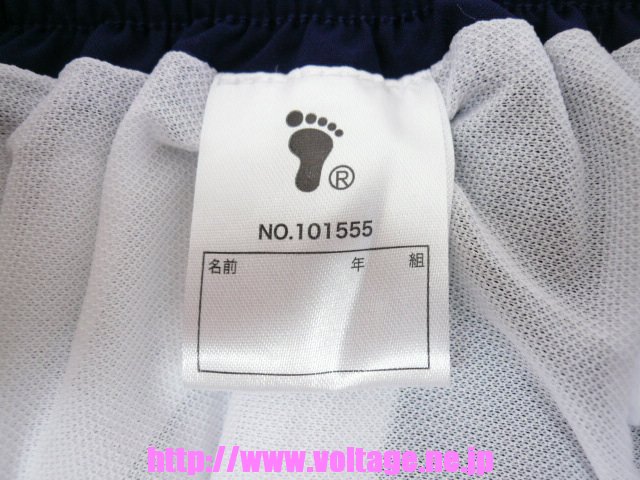 ®
NO.101555
名前 年 組
http://www.voltage.ne.jp